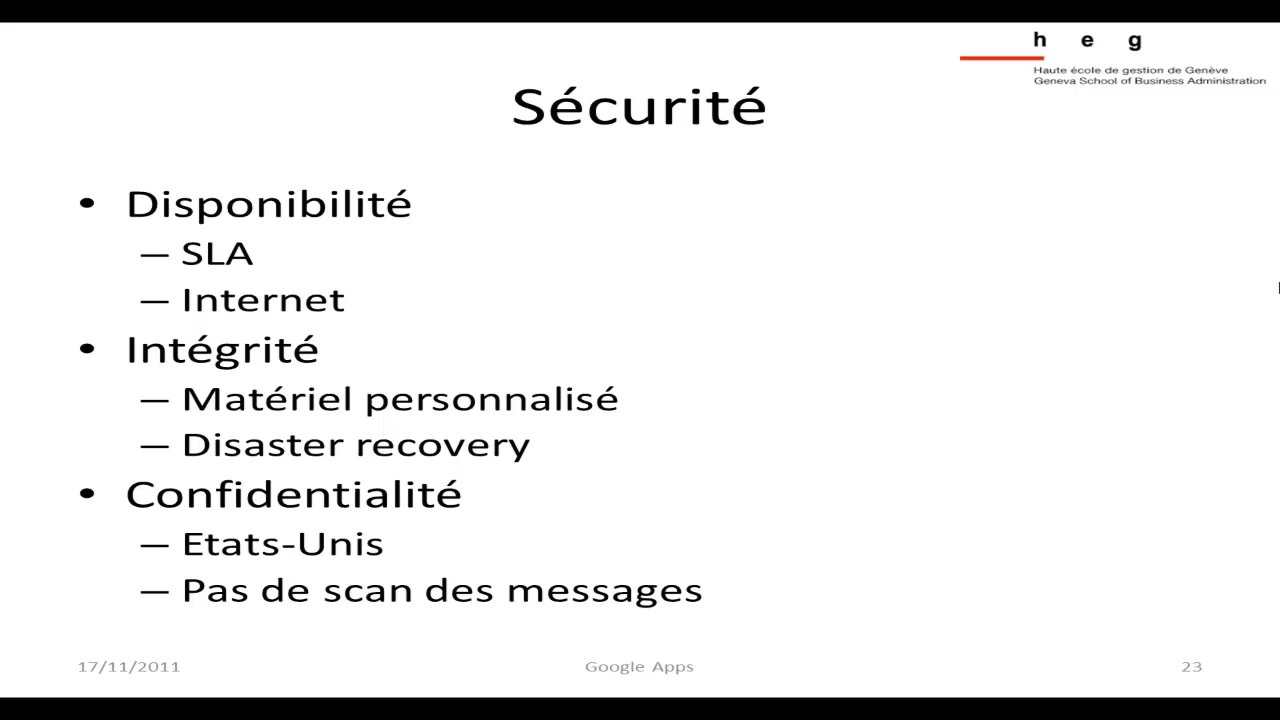 h e g
Haute école de gestion de Genève
Geneva School of Business Administration
Sécurité
• Disponibilité
– SLA
– Internet
• Intégrité
– Matériel personnalisé
– Disaster recovery
• Confidentialité
– Etats-Unis
– Pas de scan des messages
17/11/2011 Google Apps 23